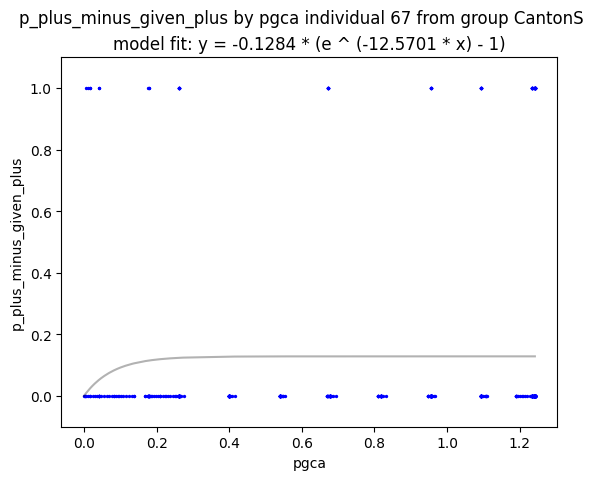 p_plus_minus_given_plus by pgca individual 67 from group CantonS
model fit: y = -0.1284 * (e ^ (-12.5701 * x) - 1)
p_plus_minus_given_plus
1.0
0.8
0.6
0.4
0.2
0.0
0.0 0.2 0.4 0.6 0.8 1.0 1.2
pgca